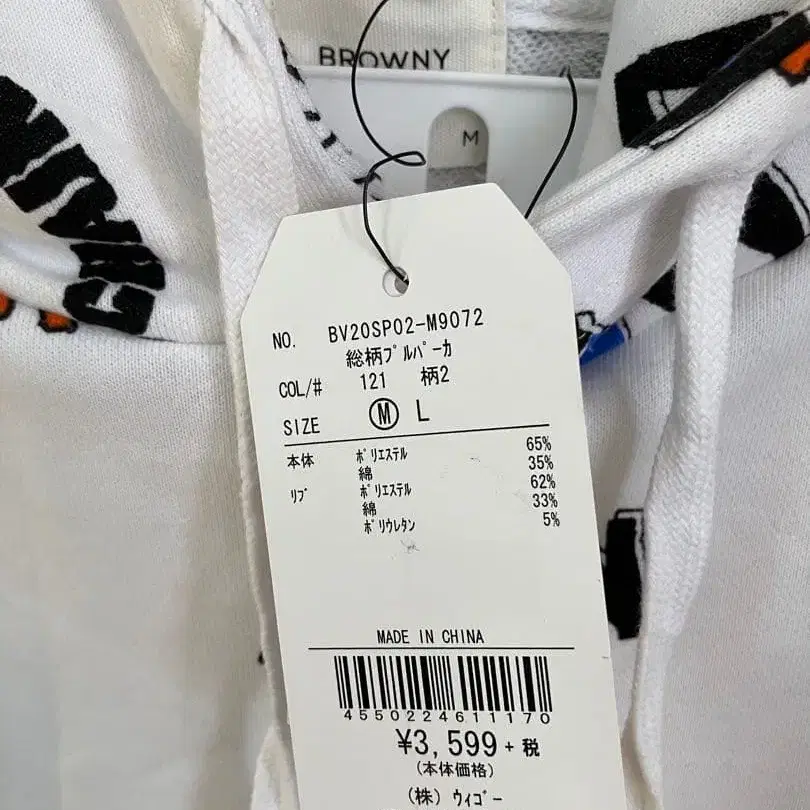 BROWNY
M
CHAUN
NO. BV20SP02-M9072
総柄ﾌﾟﾙﾊﾟｰｶ
COL/# 121 柄2
SIZE Ⓜ L
本体 ﾎﾟﾘｴｽﾃﾙ 65%
綿 35%
ﾘﾌﾞ ﾎﾟﾘｴｽﾃﾙ 62%
綿 33%
ﾎﾟﾘｳﾚﾀﾝ 5%
MADE IN CHINA
4550224611170
¥3,599+税
(本体価格)
(株) ｳｨｺﾞｰ